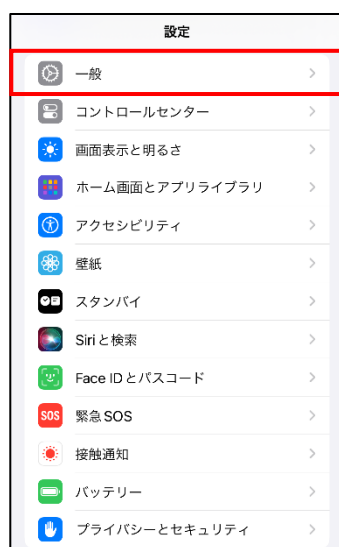 設定
一般
コントロールセンター
画面表示と明るさ
ホーム画面とアプリライブラリ
アクセシビリティ
壁紙
スタンバイ
Siriと検索
Face IDとパスコード
SOS 緊急SOS
接触通知
バッテリー
プライバシーとセキュリティ